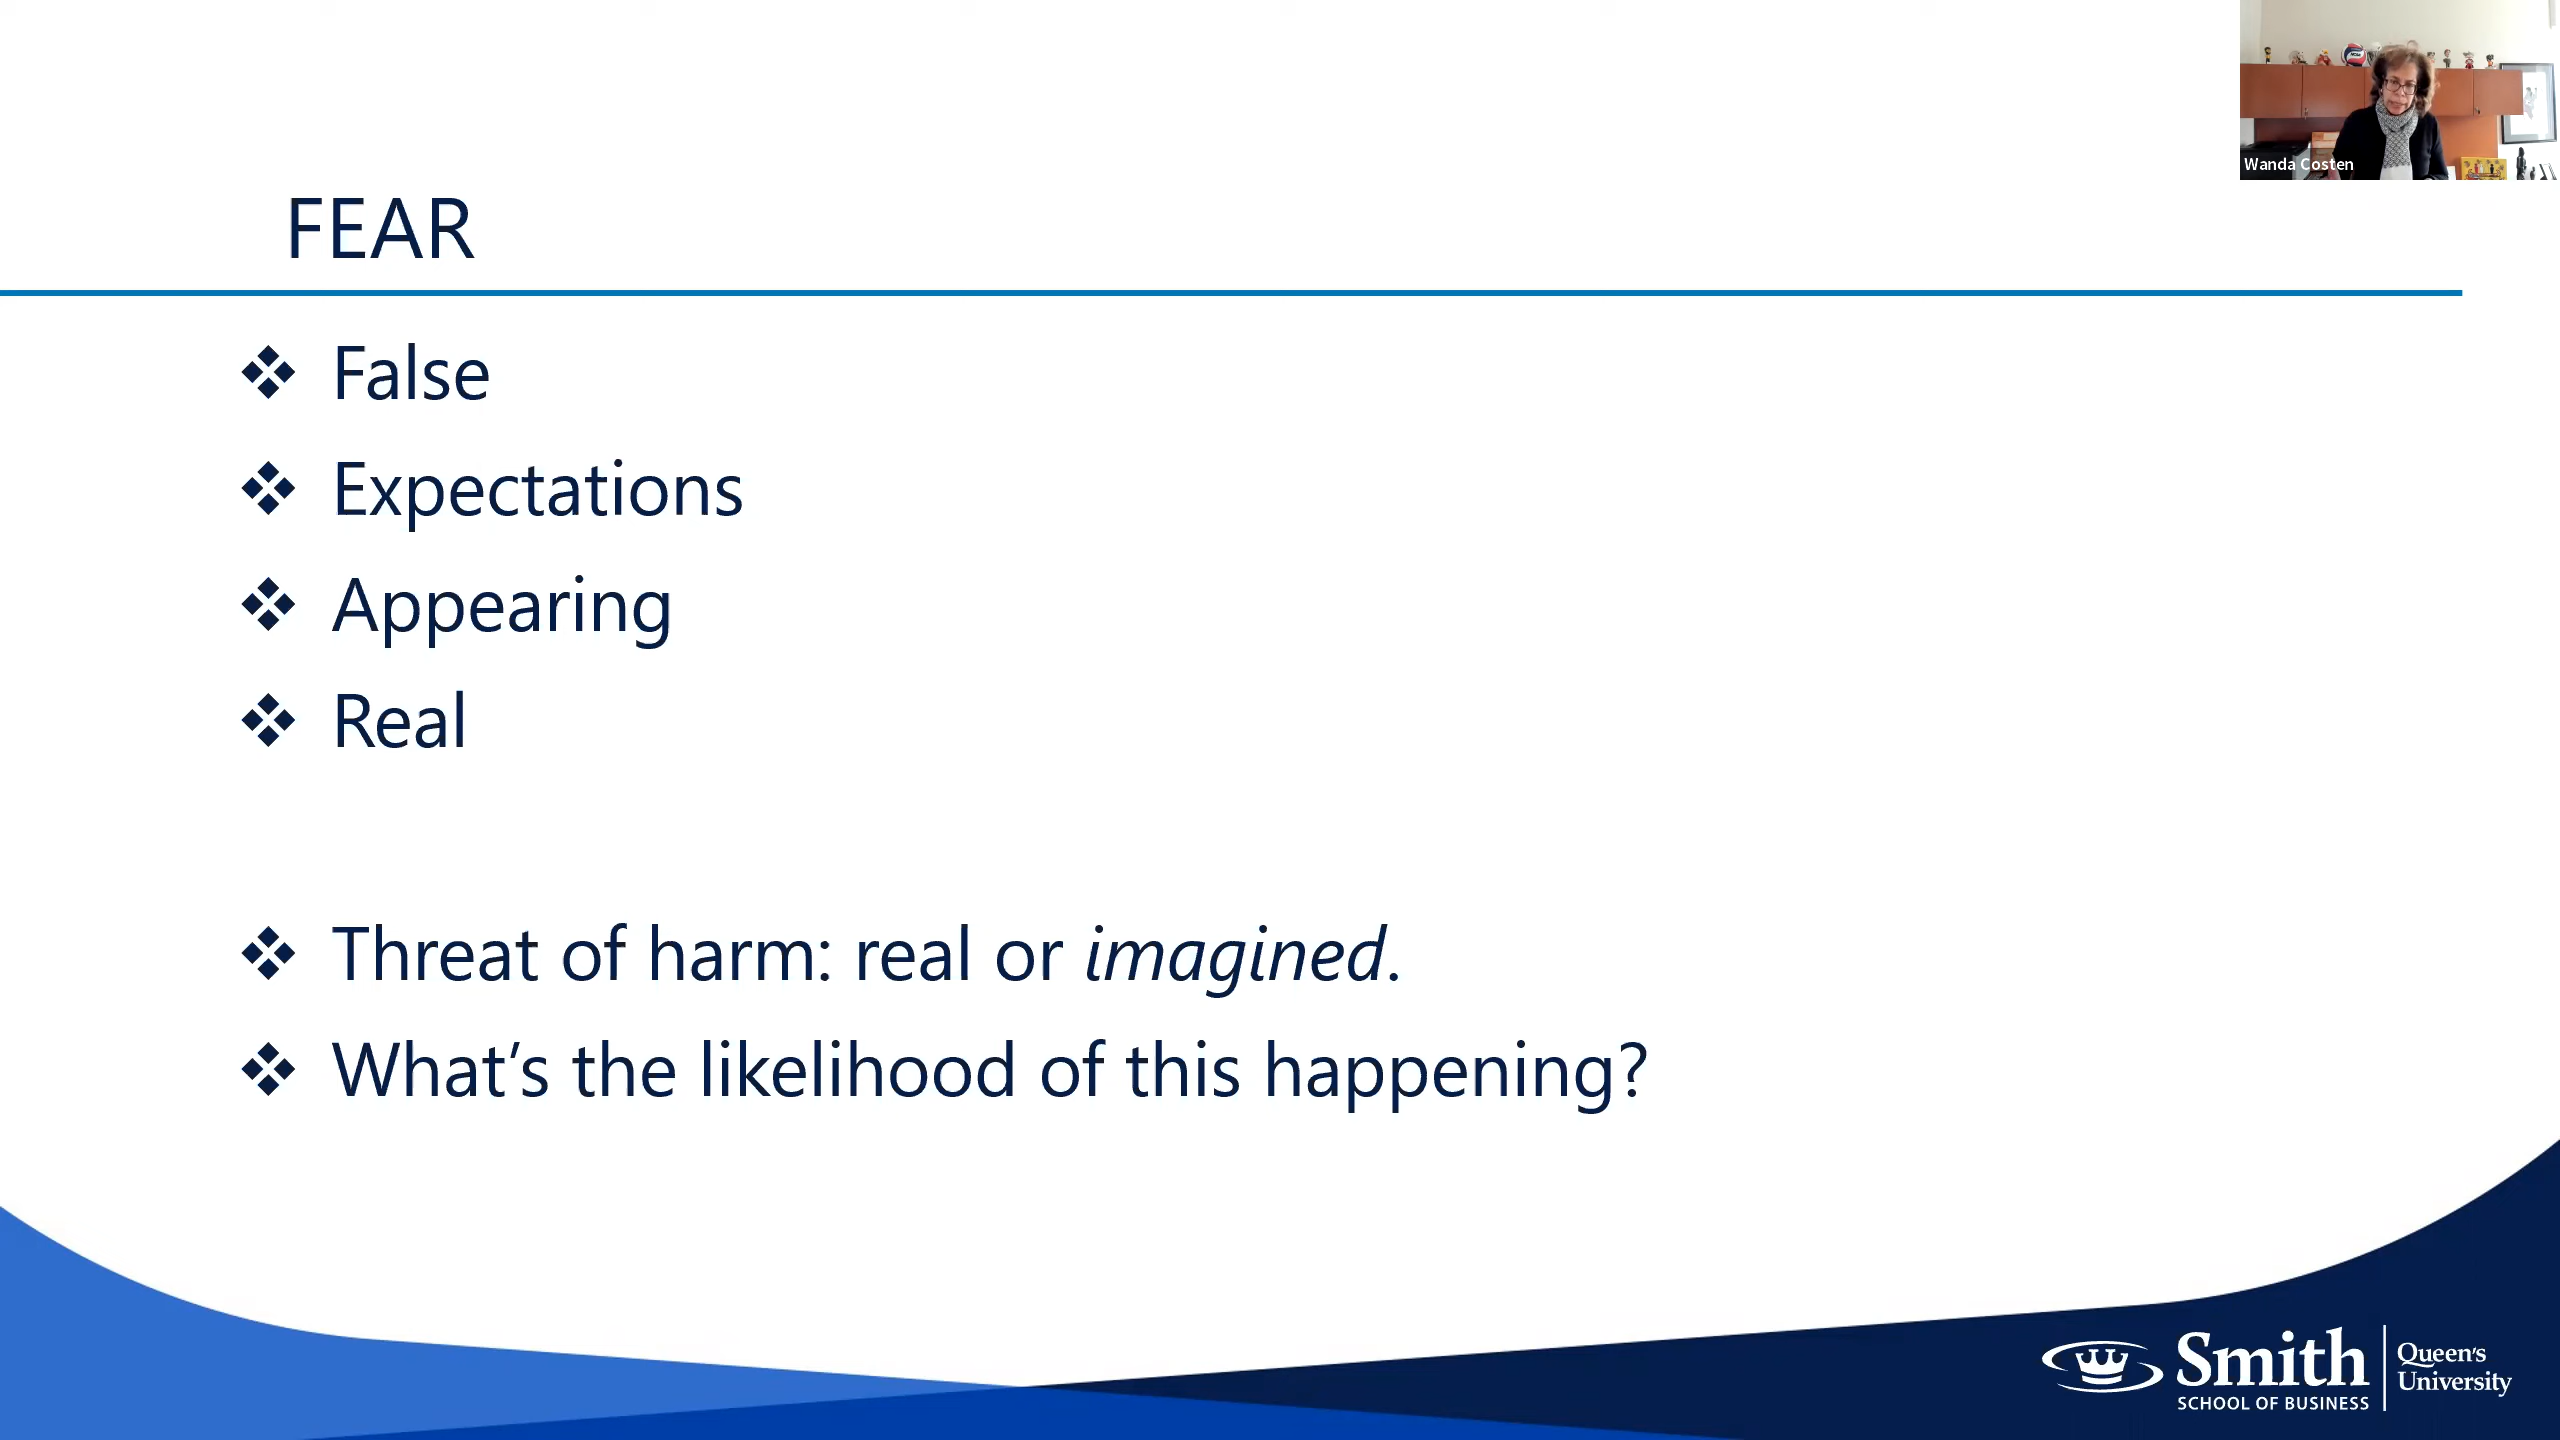 Wanda Costen
FEAR
❖ False
❖ Expectations
❖ Appearing
❖ Real
❖ Threat of harm: real or imagined.
❖ What’s the likelihood of this happening?
Smith
SCHOOL OF BUSINESS
Queen's
University